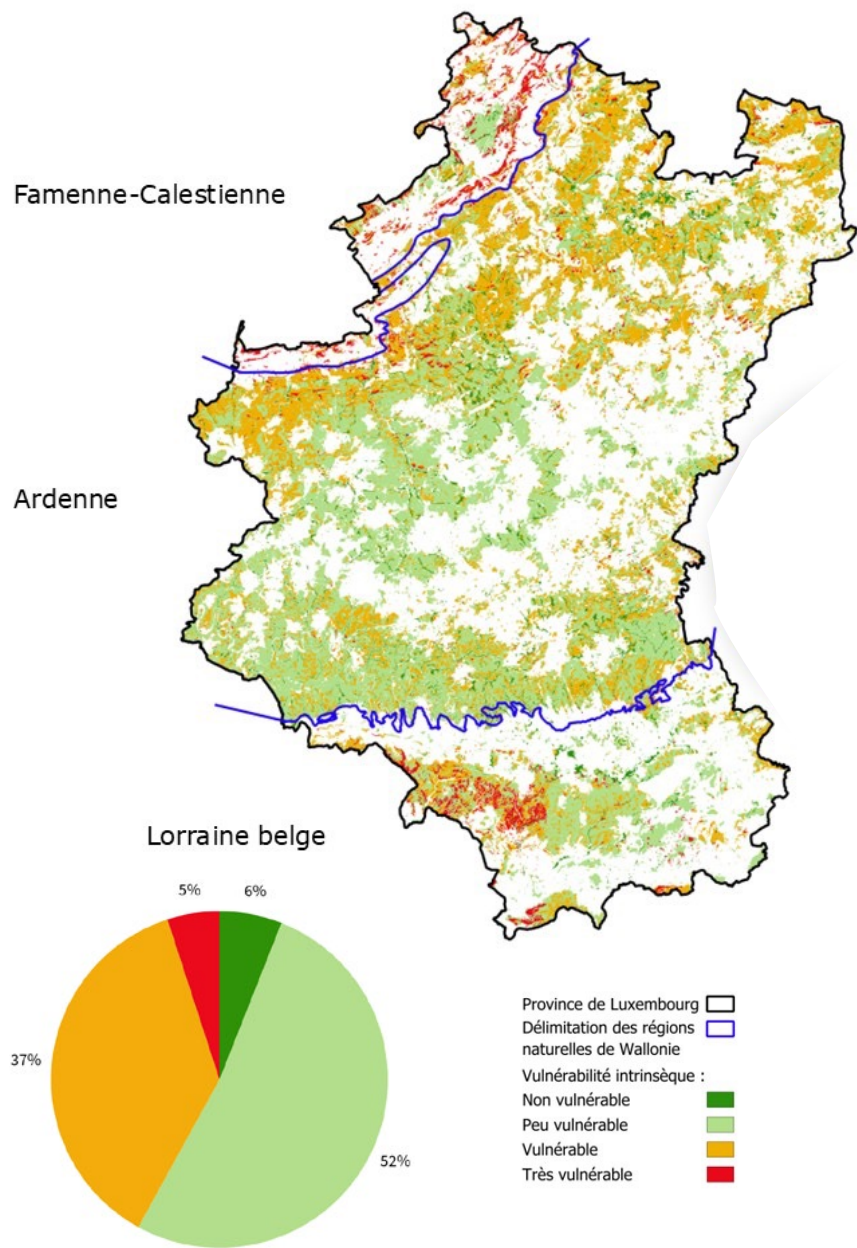 Famenne-Calestienne
Ardenne
Lorraine belge
5%
6%
37%
52%
Province de Luxembourg
Délimitation des régions
naturelles de Wallonie
Vulnérabilité intrinsèque :
Non vulnérable
Peu vulnérable
Vulnérable
Très vulnérable